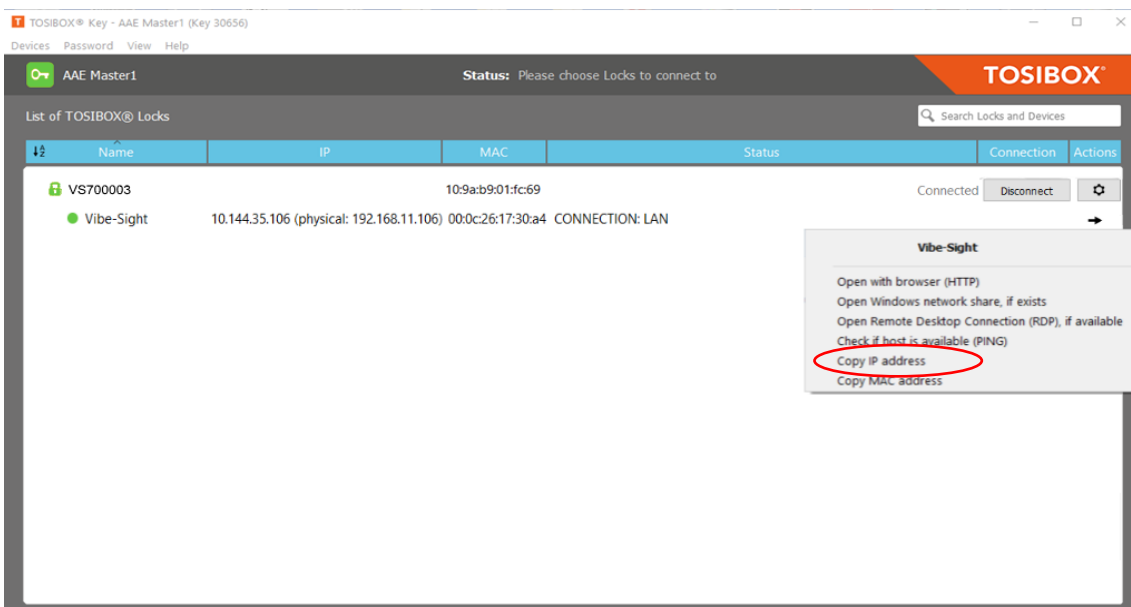 TOSIBOX® Key - AAE Master1 (Key 30656)
Devices Password View Help
AAE Master1 Status: Please choose Locks to connect to TOSIBOX®
List of TOSIBOX® Locks Search Locks and Devices
Name IP MAC Status Connection Actions
VS700003 10:9a:b9:01:fc:69 Connected Disconnect
Vibe-Sight 10.144.35.106 (physical: 192.168.11.106) 00:0c:26:17:30:a4 CONNECTION: LAN
Vibe-Sight
Open with browser (HTTP)
Open Windows network share, if exists
Open Remote Desktop Connection (RDP), if available
Check if host is available (PING)
Copy IP address
Copy MAC address